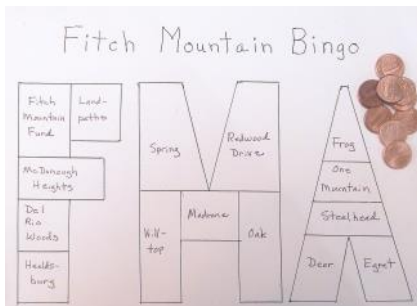 Fitch Mountain Bingo
Fitch
Mountain
Fund
Land-
paths
McDonough
Heights
Del
Rio
Woods
Healds-
burg
Spring
Redwood
Drive
Hill-
top
Madrone
Oak
Frog
One
Mountain
Steelhead
Deer
Egret